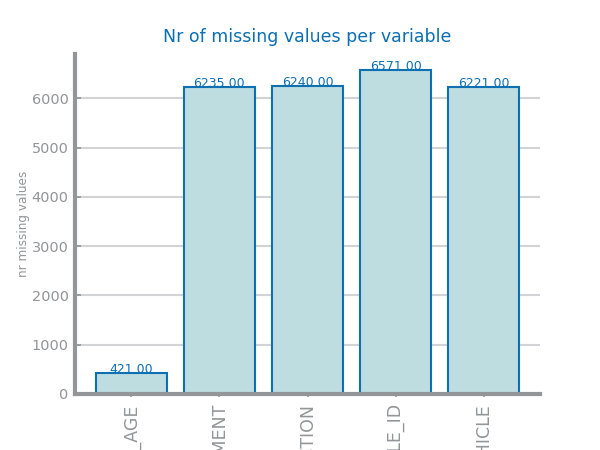 Nr of missing values per variable
nr missing values
6000
5000
4000
3000
2000
1000
0
421.00
6235.00
6240.00
6571.00
6221.00
_AGE
MENT
TION
LE_ID
HICLE